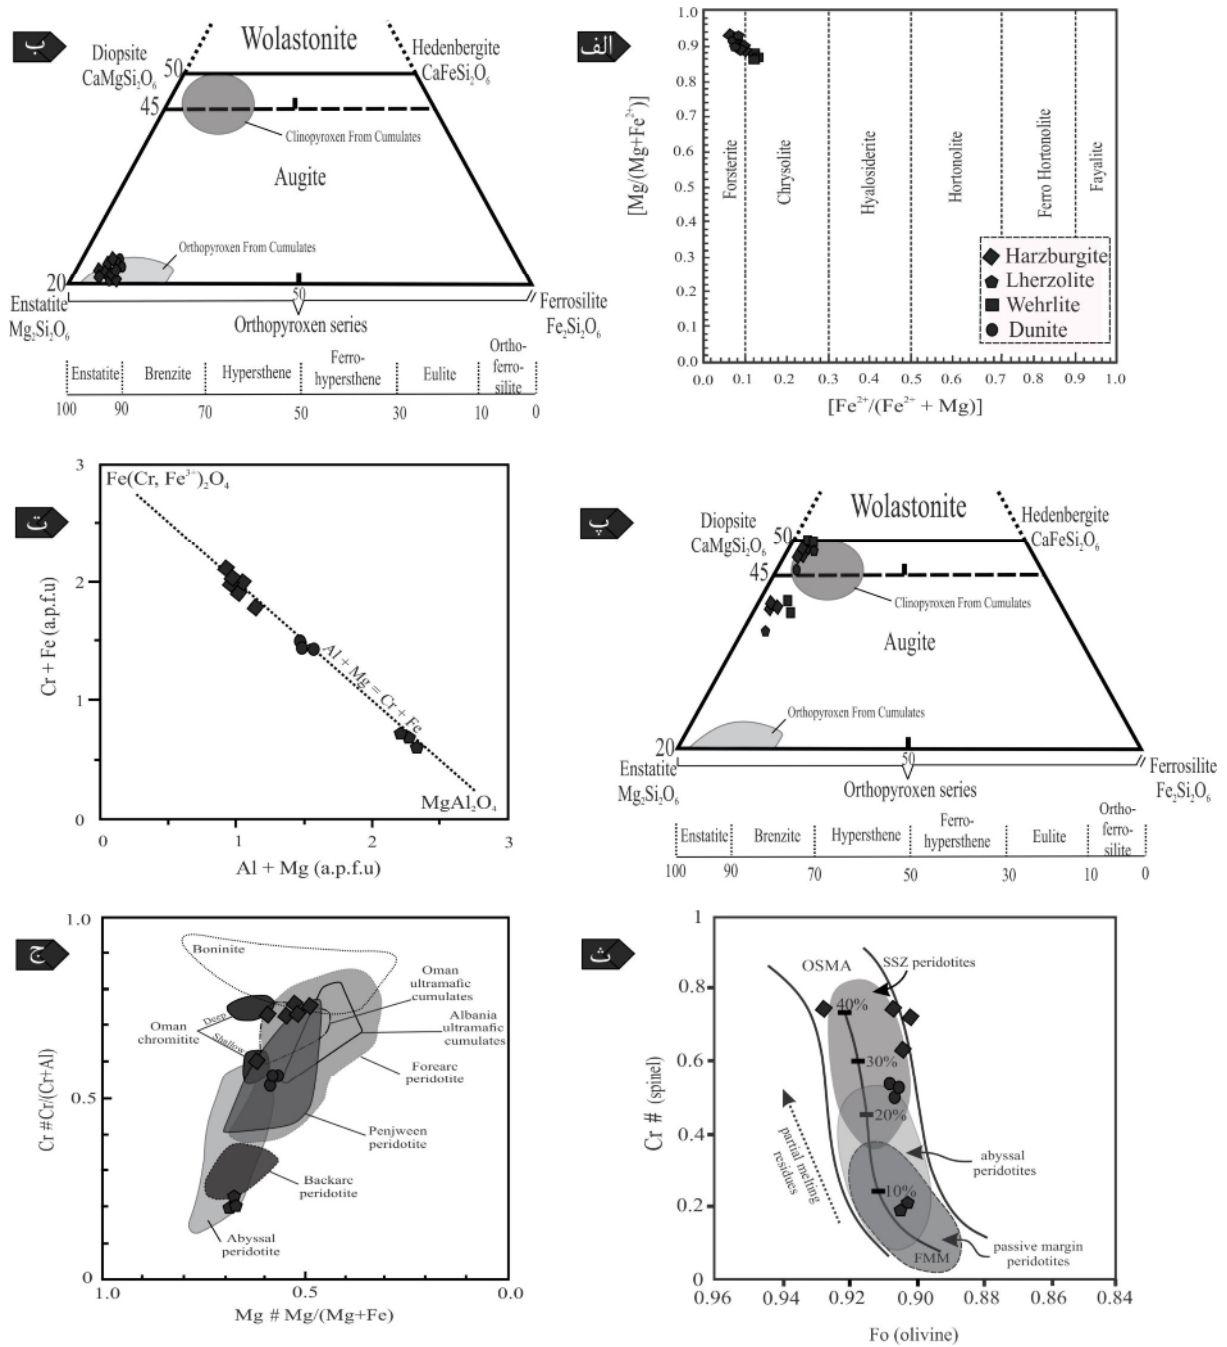 ب
Wolastonite
Diopsite
CaMgSi₂O₆
Hedenbergite
CaFeSi₂O₆
50
45
Clinopyroxen From Cumulates
Augite
Orthopyroxen From Cumulates
20
50
Enstatite
Mg₂Si₂O₆
Orthopyroxen series
Ferrosilite
Fe₂Si₂O₆
Enstatite
Brenzite
Hypersthene
Ferro-
hypersthene
Eulite
Ortho-
ferro-
silite
100 90 70 50 30 10 0
الف
[Mg/(Mg+Fe²⁺)]
1.0
0.9
0.8
0.7
0.6
0.5
0.4
0.3
0.2
0.1
0.0
Forsterite
Chrysolite
Hyalosiderite
Hortonolite
Ferro Hortonolite
Fayalite
Harzburgite
Lherzolite
Wehrlite
Dunite
0.0 0.1 0.3 0.5 0.7 0.9 1.0
[Fe²⁺/(Fe²⁺ + Mg)]
ت
Cr + Fe (a.p.f.u)
3
2
1
0
Fe(Cr, Fe³⁺)₂O₄
Al + Mg = Cr + Fe
MgAl₂O₄
0 1 2 3
Al + Mg (a.p.f.u)
پ
Wolastonite
Diopsite
CaMgSi₂O₆
Hedenbergite
CaFeSi₂O₆
50
45
Clinopyroxen From Cumulates
Augite
Orthopyroxen From Cumulates
20
50
Enstatite
Mg₂Si₂O₆
Orthopyroxen series
Ferrosilite
Fe₂Si₂O₆
Enstatite
Brenzite
Hypersthene
Ferro-
hypersthene
Eulite
Ortho-
ferro-
silite
100 90 70 50 30 10 0
ج
Cr #Cr/(Cr+Al)
1.0
0.5
0
Boninite
Oman
ultramafic
cumulates
Deep
Oman
chromitite
Shallow
Albania
ultramafic
cumulates
Forearc
peridotite
Penjween
peridotite
Backarc
peridotite
Abyssal
peridotite
1.0 0.5 0.0
Mg # Mg/(Mg+Fe)
ث
Cr # (spinel)
1
0.8
0.6
0.4
0.2
0
OSMA
SSZ peridotites
40%
30%
20%
10%
partial melting
residues
abyssal
peridotites
FMM
passive margin
peridotites
0.96 0.94 0.92 0.90 0.88 0.86 0.84
Fo (olivine)